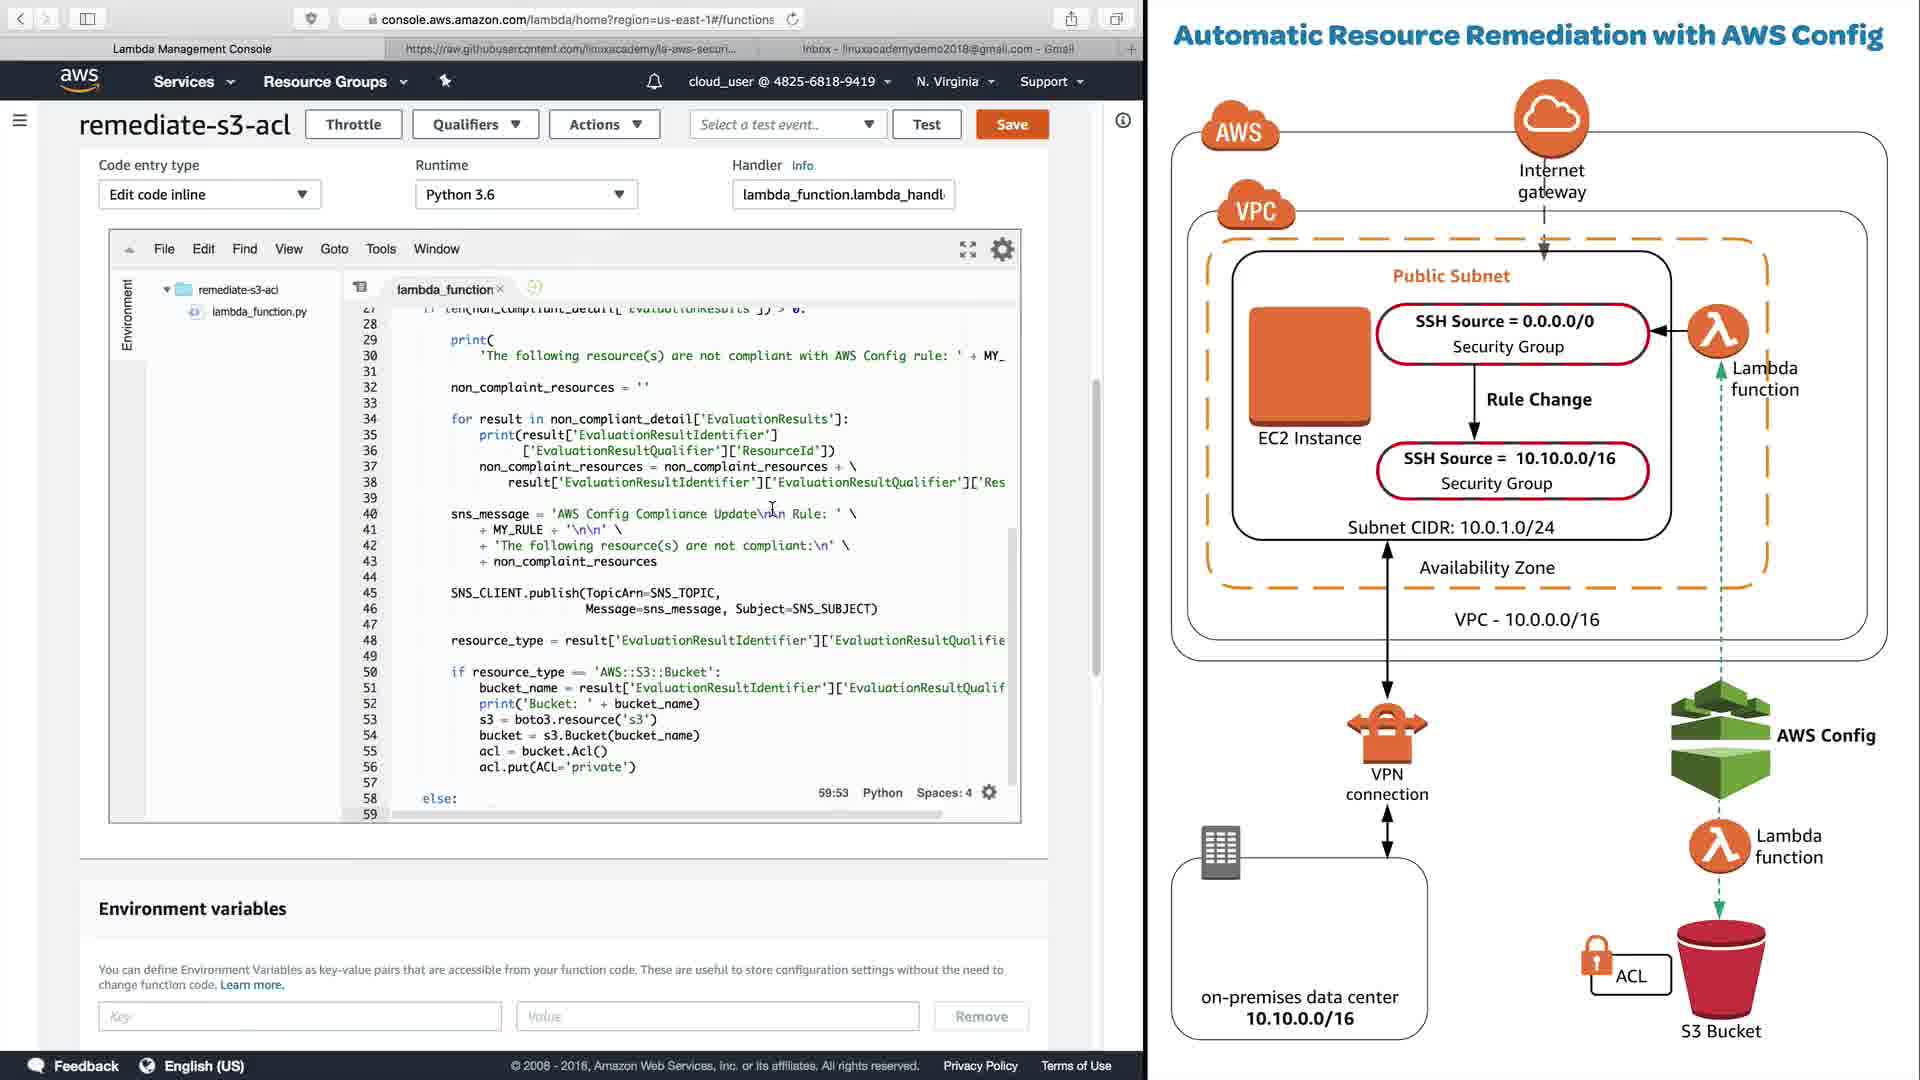 console.aws.amazon.com/lambda/home?region=us-east-1#/functions
Lambda Management Console
https://raw.githubusercontent.com/linuxacademy/la-aws-securi...
Inbox - linuxacademydemo2018@gmail.com - Gmail
aws
Services
Resource Groups
cloud_user @ 4825-6818-9419
N. Virginia
Support
remediate-s3-acl
Throttle
Qualifiers
Actions
Select a test event..
Test
Save
Code entry type
Edit code inline
Runtime
Python 3.6
Handler Info
lambda_function.lambda_handl
File Edit Find View Goto Tools Window
Environment
remediate-s3-acl
lambda_function.py
lambda_function
27 if len(non_compliant_detail['EvaluationResults']) > 0:
28
29 print(
30 'The following resource(s) are not compliant with AWS Config rule: ' + MY_
31
32 non_complaint_resources = ''
33
34 for result in non_compliant_detail['EvaluationResults']:
35 print(result['EvaluationResultIdentifier']
36 ['EvaluationResultQualifier']['ResourceId'])
37 non_complaint_resources = non_complaint_resources + \
38 result['EvaluationResultIdentifier']['EvaluationResultQualifier']['Res
39
40 sns_message = 'AWS Config Compliance Update\n\n Rule: ' \
41 + MY_RULE + '\n\n' \
42 + 'The following resource(s) are not compliant:\n' \
43 + non_complaint_resources
44
45 SNS_CLIENT.publish(TopicArn=SNS_TOPIC,
46 Message=sns_message, Subject=SNS_SUBJECT)
47
48 resource_type = result['EvaluationResultIdentifier']['EvaluationResultQualifie
49
50 if resource_type == 'AWS::S3::Bucket':
51 bucket_name = result['EvaluationResultIdentifier']['EvaluationResultQualif
52 print('Bucket: ' + bucket_name)
53 s3 = boto3.resource('s3')
54 bucket = s3.Bucket(bucket_name)
55 acl = bucket.Acl()
56 acl.put(ACL='private')
57
58 else:
59
59:53 Python Spaces: 4
Environment variables
You can define Environment Variables as key-value pairs that are accessible from your function code. These are useful to store configuration settings without the need to
change function code. Learn more.
Key
Value
Remove
Feedback
English (US)
© 2008 - 2018, Amazon Web Services, Inc. or its affiliates. All rights reserved.
Privacy Policy
Terms of Use
Automatic Resource Remediation with AWS Config
AWS
Internet
gateway
VPC
Public Subnet
SSH Source = 0.0.0.0/0
Security Group
Lambda
function
Rule Change
EC2 Instance
SSH Source = 10.10.0.0/16
Security Group
Subnet CIDR: 10.0.1.0/24
Availability Zone
VPC - 10.0.0.0/16
VPN
connection
AWS Config
Lambda
function
on-premises data center
10.10.0.0/16
ACL
S3 Bucket